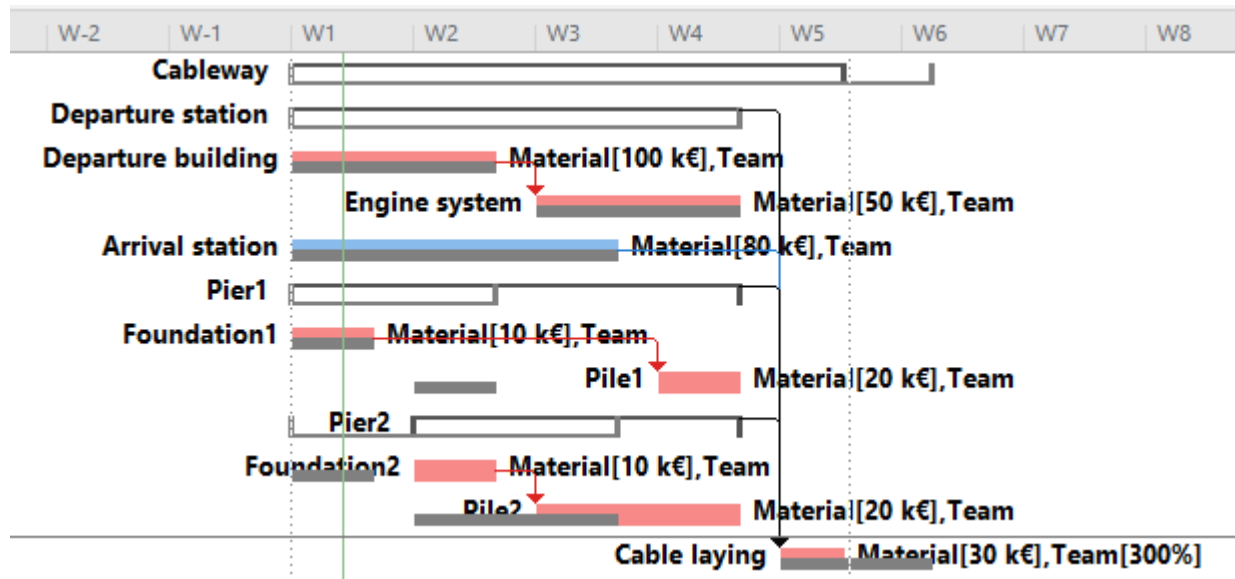 W-2 W-1 W1 W2 W3 W4 W5 W6 W7 W8
Cableway
Departure station
Departure building Material[100 k€],Team
Engine system Material[50 k€],Team
Arrival station Material[80 k€],Team
Pier1
Foundation1 Material[10 k€],Team
Pile1 Material[20 k€],Team
Pier2
Foundation2 Material[10 k€],Team
Pile2 Material[20 k€],Team
Cable laying Material[30 k€],Team[300%]